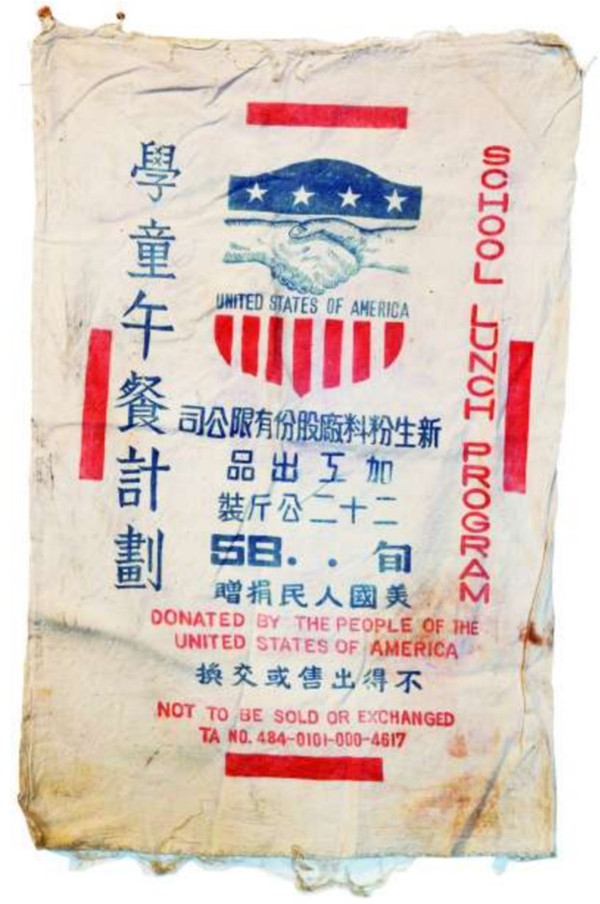 學童午餐計劃
UNITED STATES OF AMERICA
新生粉料廠股份有限公司
加工出品
二十二公斤裝
58. . 旬
美國人民捐贈
DONATED BY THE PEOPLE OF THE
UNITED STATES OF AMERICA
不得出售或交換
NOT TO BE SOLD OR EXCHANGED
TA NO. 484-0101-000-4617
SCHOOL LUNCH PROGRAM